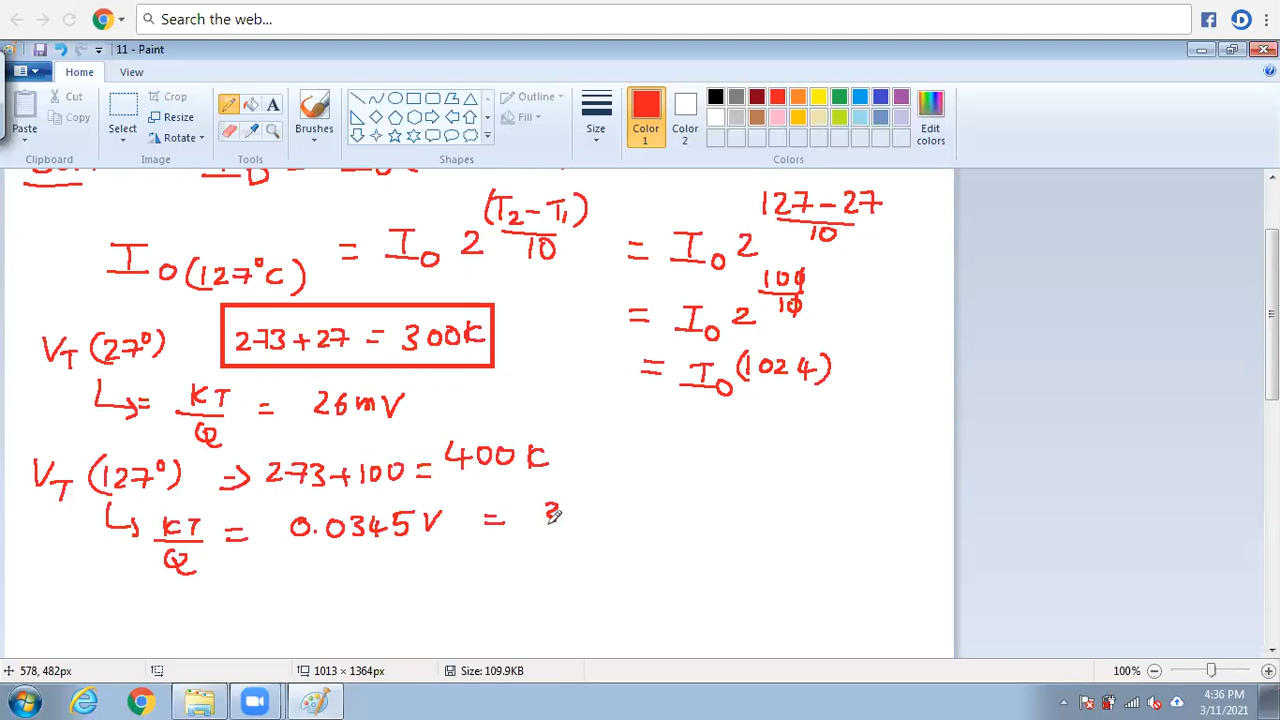 Search the web...
11 - Paint
Home View
Paste
Cut
Copy
Clipboard
Select
Crop
Resize
Rotate
Image
Tools
Brushes
Shapes
Outline
Fill
Size
Color 1
Color 2
Colors
Edit colors
I₀(127°C) = I₀ 2^((T₂-T₁)/10) = I₀ 2^((127-27)/10)
= I₀ 2^(100/10)
= I₀ (1024)
V_T (27°) 273+27 = 300K
↳ = KT/Q = 26mV
V_T (127°) → 273+100 = 400 K
↳ KT/Q = 0.0345V =
578, 482px
1013 × 1364px
Size: 109.9KB
100%
4:36 PM
3/11/2021